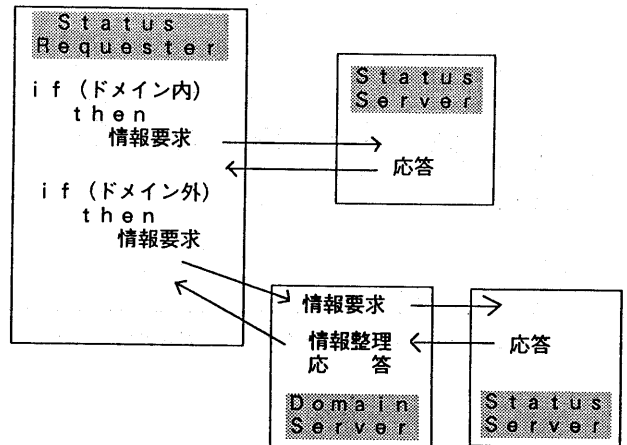 Status
Requester
if (ドメイン内)
then
情報要求
if (ドメイン外)
then
情報要求
Status
Server
応答
情報要求
情報整理
応 答
Domain
Server
応答
Status
Server